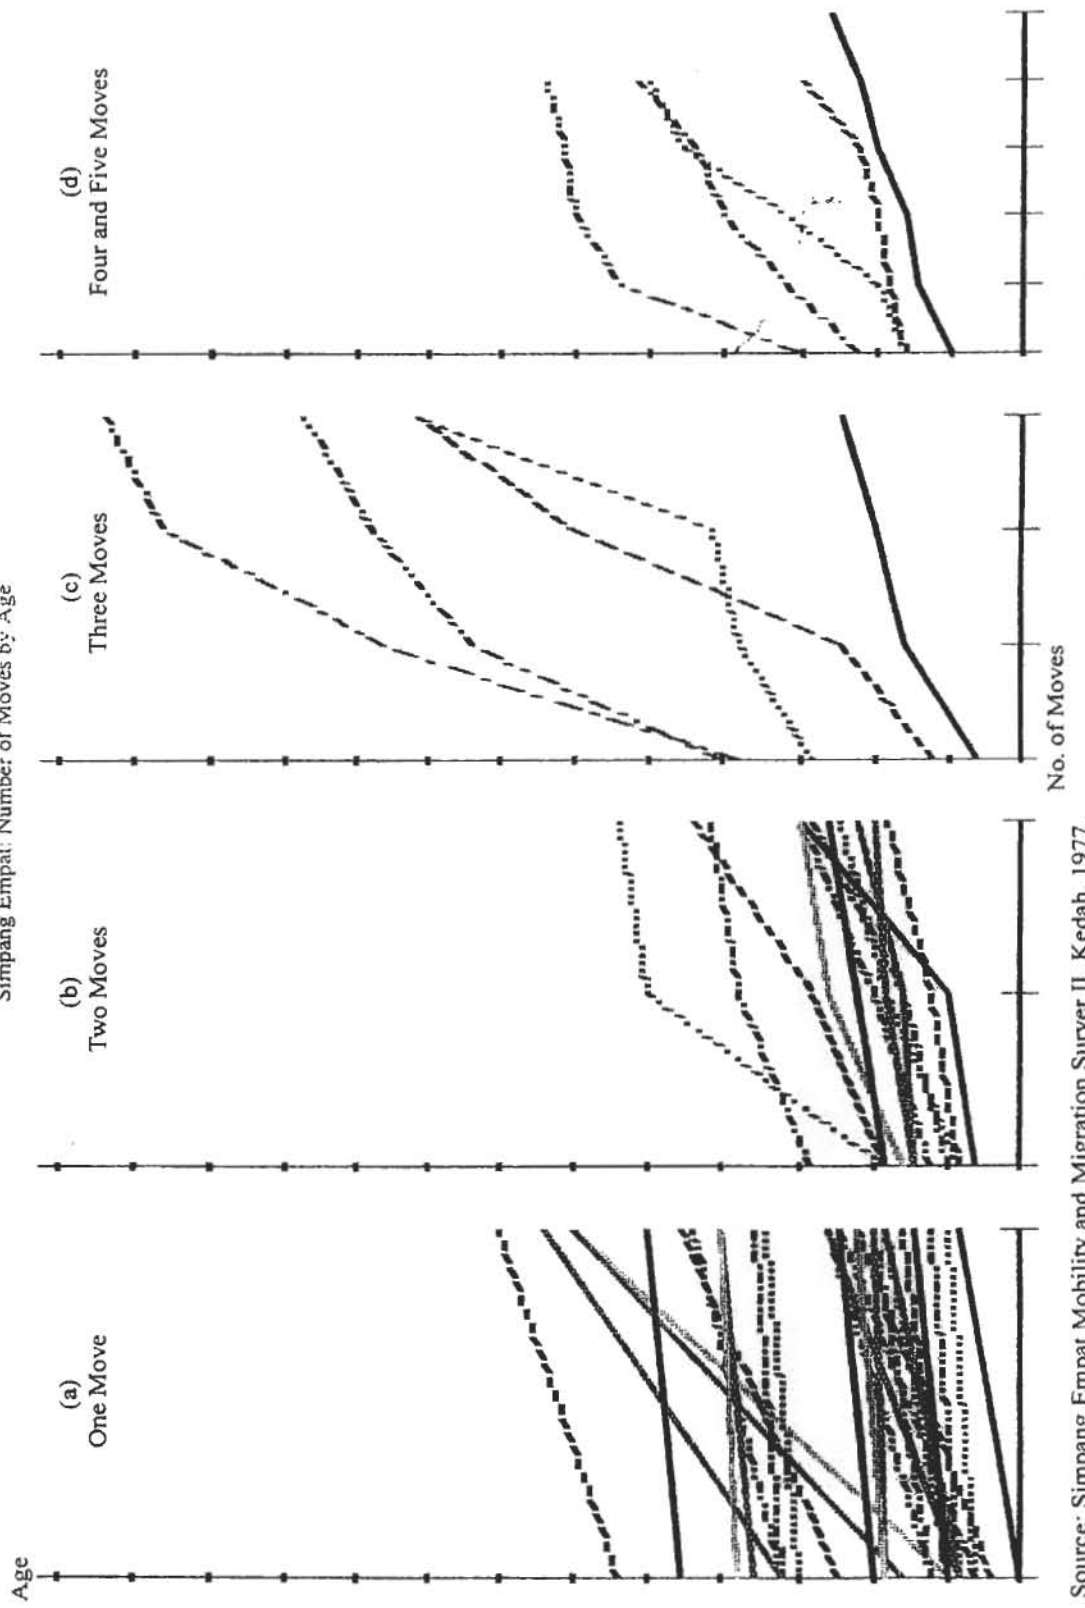 Simpang Empat: Number of Moves by Age
Age
(a)
One Move
(b)
Two Moves
(c)
Three Moves
(d)
Four and Five Moves
No. of Moves
Source: Simpang Empat Mobility and Migration Survey II, Kedah, 1977